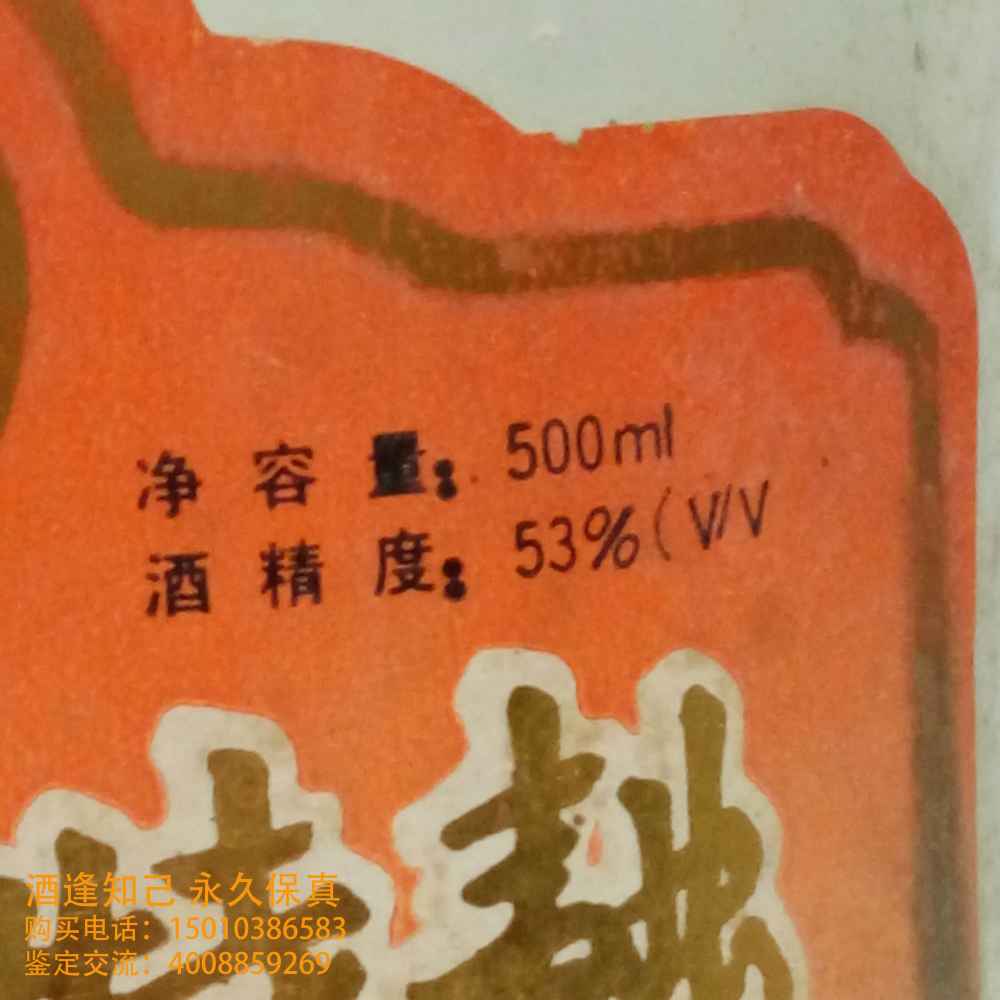 净容量: 500ml
酒精度: 53%(V/V
酒逢知己 永久保真
购买电话：15010386583
鉴定交流：4008859269